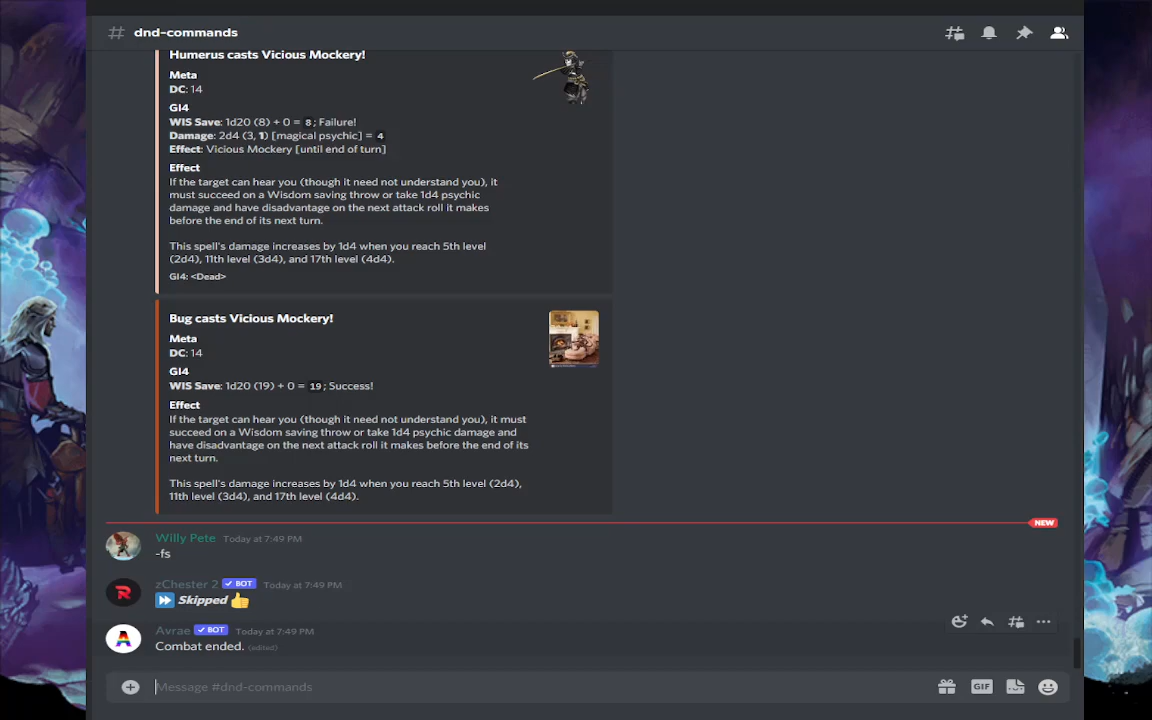 dnd-commands
Humerus casts Vicious Mockery!
Meta
DC: 14
GI4
WIS Save: 1d20 (8) + 0 = 8; Failure!
Damage: 2d4 (3, 1) [magical psychic] = 4
Effect: Vicious Mockery [until end of turn]
Effect
If the target can hear you (though it need not understand you), it
must succeed on a Wisdom saving throw or take 1d4 psychic
damage and have disadvantage on the next attack roll it makes
before the end of its next turn.
This spell's damage increases by 1d4 when you reach 5th level
(2d4), 11th level (3d4), and 17th level (4d4).
GI4: <Dead>
Bug casts Vicious Mockery!
Meta
DC: 14
GI4
WIS Save: 1d20 (19) + 0 = 19; Success!
Effect
If the target can hear you (though it need not understand you), it must
succeed on a Wisdom saving throw or take 1d4 psychic damage and
have disadvantage on the next attack roll it makes before the end of its
next turn.
This spell's damage increases by 1d4 when you reach 5th level (2d4),
11th level (3d4), and 17th level (4d4).
NEW
Willy Pete Today at 7:49 PM
-fs
zChester 2 ✓ BOT Today at 7:49 PM
⏩ Skipped 👍
Avrae ✓ BOT Today at 7:49 PM
Combat ended. (edited)
Message #dnd-commands
GIF